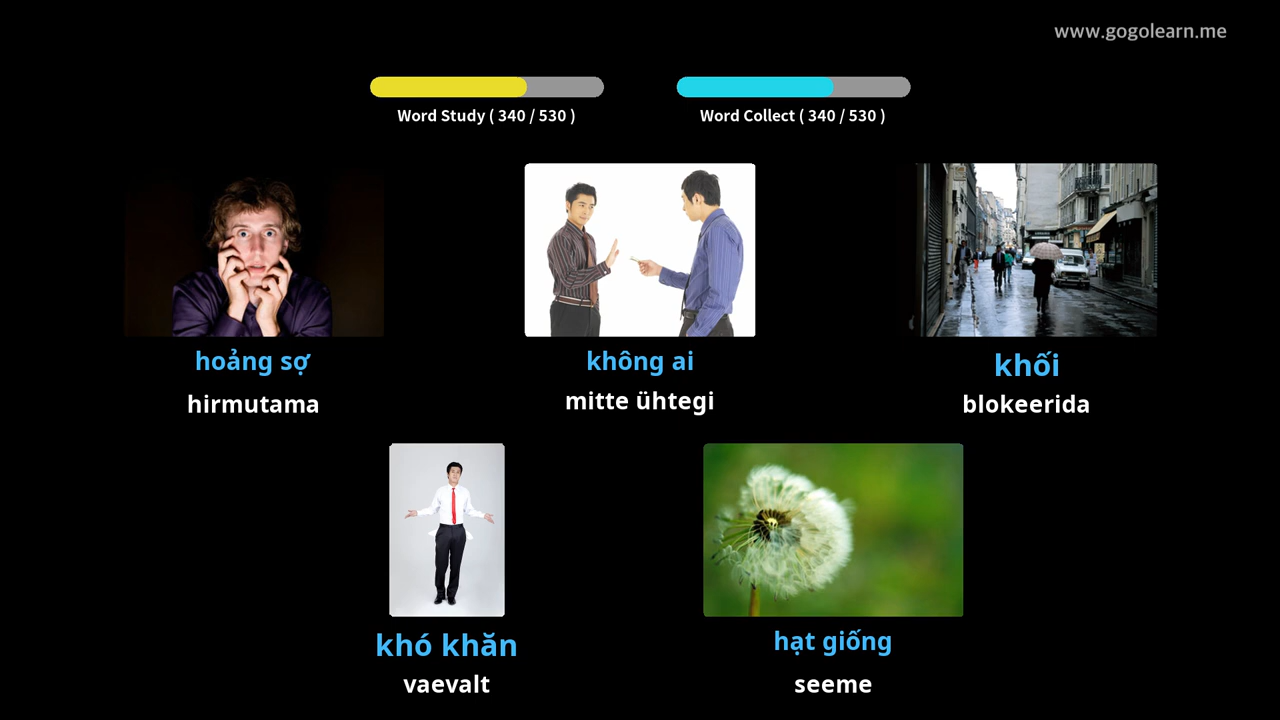 www.gogolearn.me
Word Study ( 340 / 530 )
Word Collect ( 340 / 530 )
hoảng sợ
không ai
khối
hirmutama
mitte ühtegi
blokeerida
khó khăn
hạt giống
vaevalt
seeme